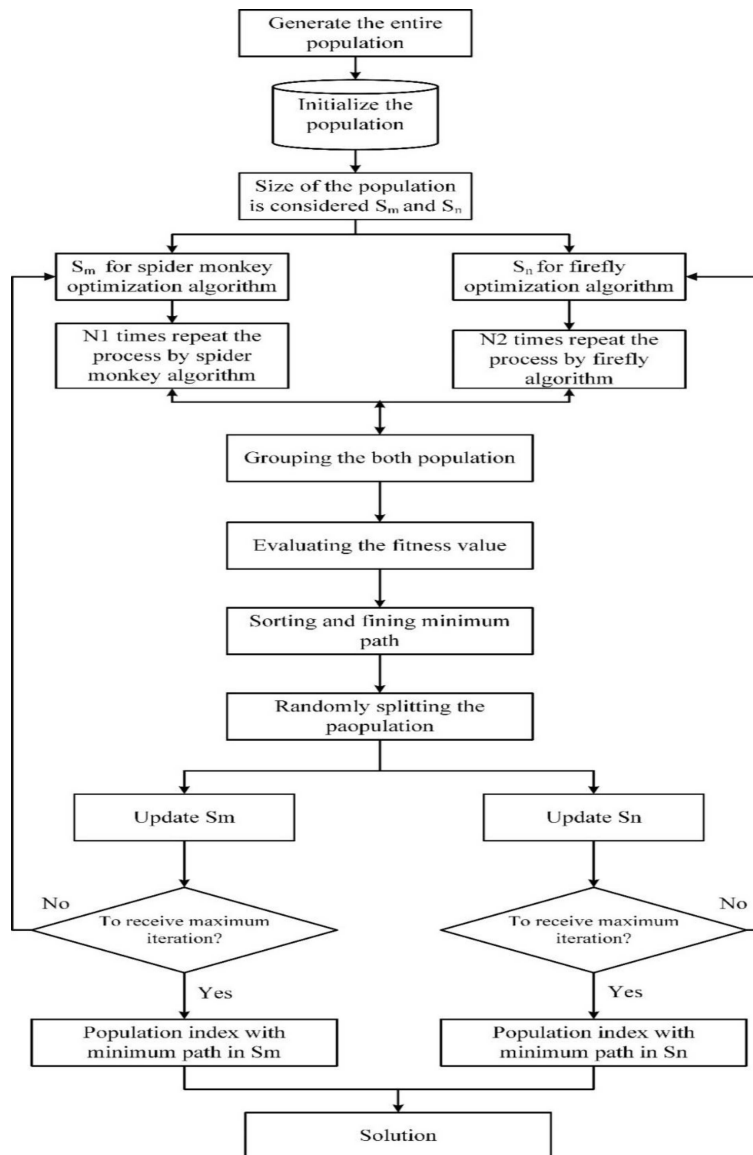 Generate the entire
population
Initialize the
population
Size of the population
is considered Sm and Sn
Sm for spider monkey
optimization algorithm
Sn for firefly
optimization algorithm
N1 times repeat the
process by spider
monkey algorithm
N2 times repeat the
process by firefly
algorithm
Grouping the both population
Evaluating the fitness value
Sorting and fining minimum
path
Randomly splitting the
paopulation
Update Sm
Update Sn
No
To receive maximum
iteration?
To receive maximum
iteration?
No
Yes
Yes
Population index with
minimum path in Sm
Population index with
minimum path in Sn
Solution